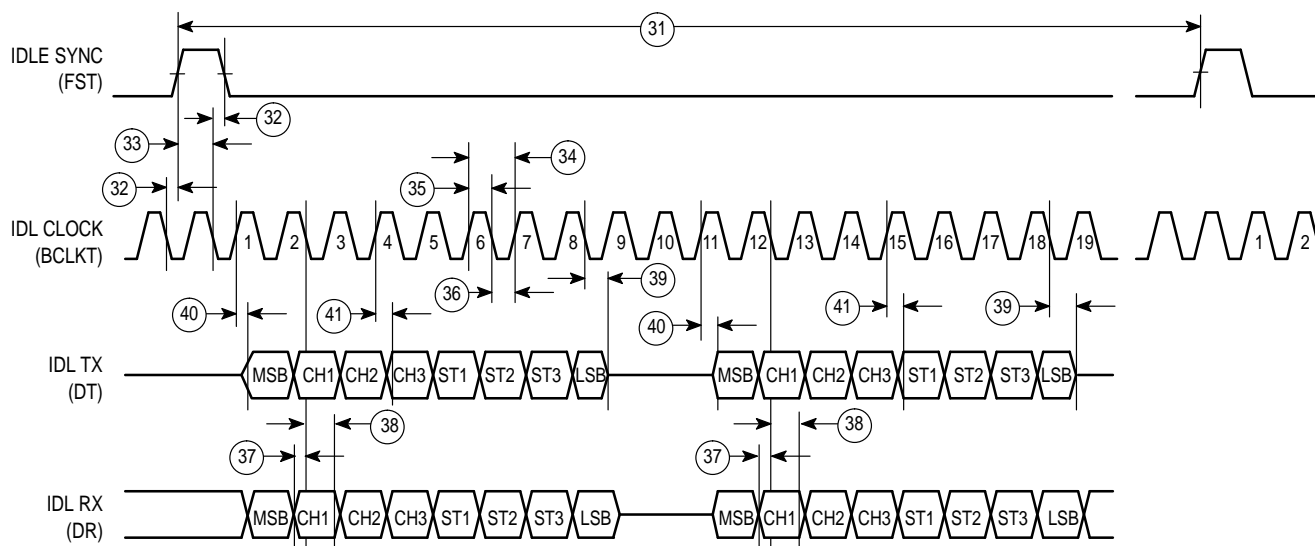 31
IDLE SYNC
(FST)
32
33
34
35
32
IDL CLOCK
(BCLKT)
1 2 3 4 5 6 7 8 9 10 11 12 13 14 15 16 17 18 19 1 2
36 39
40 41 40 41 39
IDL TX
(DT)
MSB CH1 CH2 CH3 ST1 ST2 ST3 LSB MSB CH1 CH2 CH3 ST1 ST2 ST3 LSB
38 38
37 37
IDL RX
(DR)
MSB CH1 CH2 CH3 ST1 ST2 ST3 LSB MSB CH1 CH2 CH3 ST1 ST2 ST3 LSB